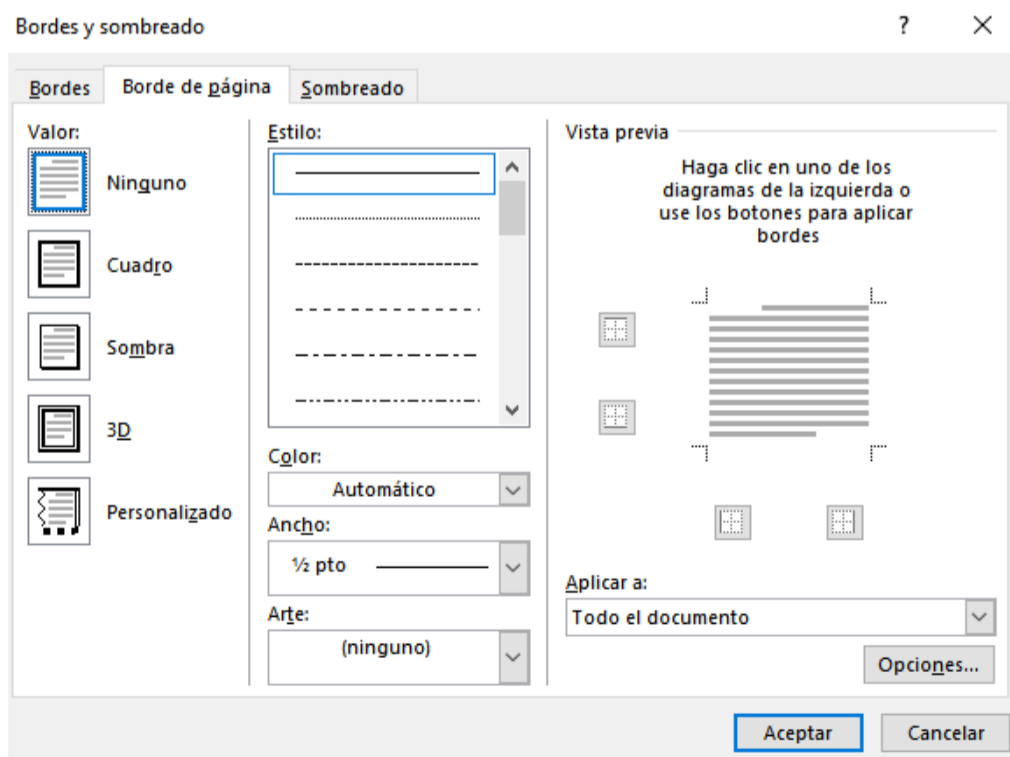 Bordes y sombreado
?
Bordes
Borde de página
Sombreado
Valor:
Ninguno
Cuadro
Sombra
3D
Personalizado
Estilo:
Color:
Automático
Ancho:
½ pto
Arte:
(ninguno)
Vista previa
Haga clic en uno de los
diagramas de la izquierda o
use los botones para aplicar
bordes
Aplicar a:
Todo el documento
Opciones...
Aceptar
Cancelar